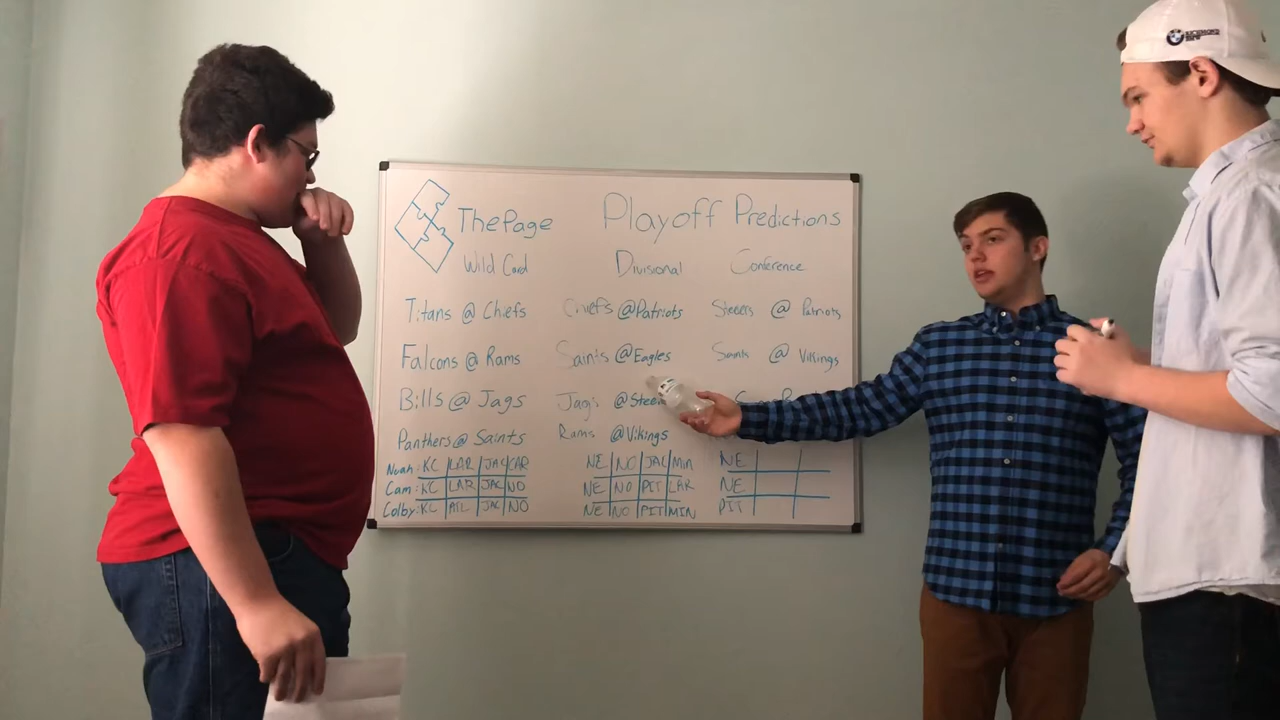 ThePage Playoff Predictions
Wild Card Divisional Conference
Titans @ Chiefs Chiefs @Patriots Steelers @ Patriots
Falcons @ Rams Saints @Eagles Saints @ Vikings
Bills @ Jags Jags @
Panthers @ Saints Rams @Vikings
Noah: KC LAR JAC CAR NE NO JAC MIN NE
Cam: KC LAR JAC NO NE NO PIT LAR NE
Colby: KC ATL JAC NO NE NO PIT MIN PIT
BMW